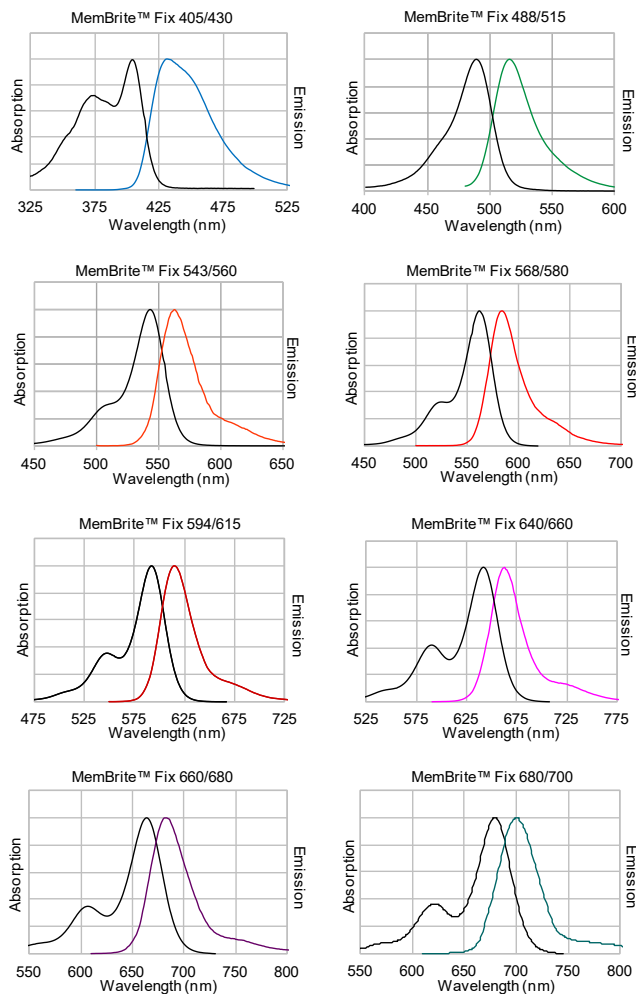 MemBrite™ Fix 405/430
Absorption
Emission
325 375 425 475 525
Wavelength (nm)
MemBrite™ Fix 488/515
Absorption
Emission
400 450 500 550 600
Wavelength (nm)
MemBrite™ Fix 543/560
Absorption
Emission
450 500 550 600 650
Wavelength (nm)
MemBrite™ Fix 568/580
Absorption
Emission
450 500 550 600 650 700
Wavelength (nm)
MemBrite™ Fix 594/615
Absorption
Emission
475 525 575 625 675 725
Wavelength (nm)
MemBrite™ Fix 640/660
Absorption
Emission
525 575 625 675 725 775
Wavelength (nm)
MemBrite™ Fix 660/680
Absorption
Emission
550 600 650 700 750 800
Wavelength (nm)
MemBrite™ Fix 680/700
Absorption
Emission
550 600 650 700 750 800
Wavelength (nm)